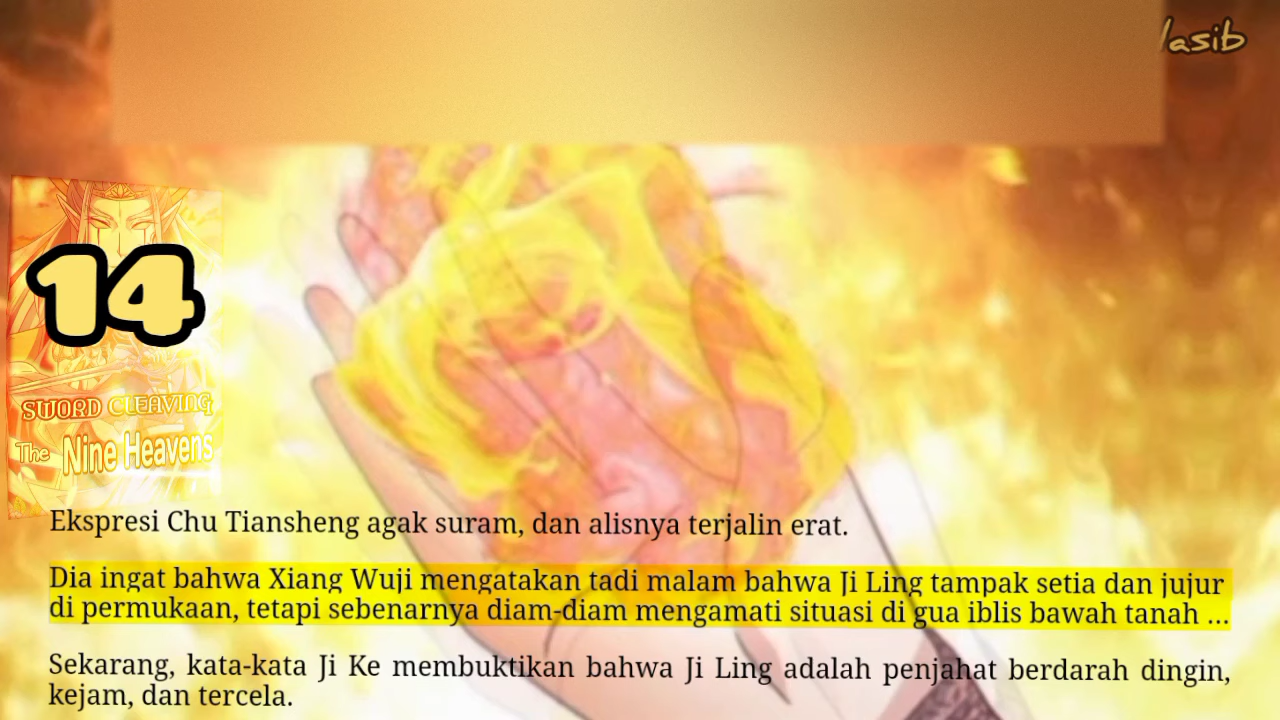 lasib
14
SWORD CLEAVING
The Nine Heavens
Ekspresi Chu Tiansheng agak suram, dan alisnya terjalin erat.
Dia ingat bahwa Xiang Wuji mengatakan tadi malam bahwa Ji Ling tampak setia dan jujur
di permukaan, tetapi sebenarnya diam-diam mengamati situasi di gua iblis bawah tanah ...
Sekarang, kata-kata Ji Ke membuktikan bahwa Ji Ling adalah penjahat berdarah dingin,
kejam, dan tercela.